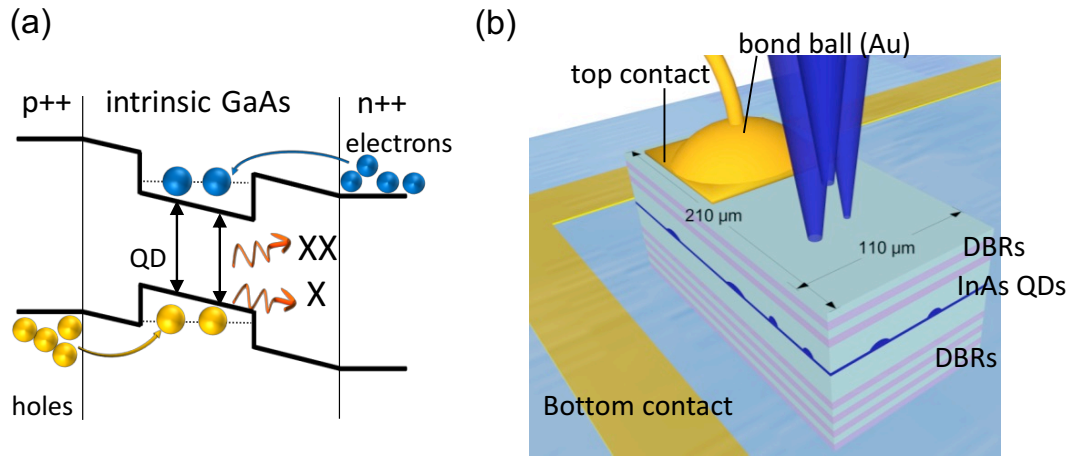 (a)
p++ intrinsic GaAs n++
electrons
QD
XX
X
holes
(b)
bond ball (Au)
top contact
210 μm
110 μm
DBRs
InAs QDs
DBRs
Bottom contact